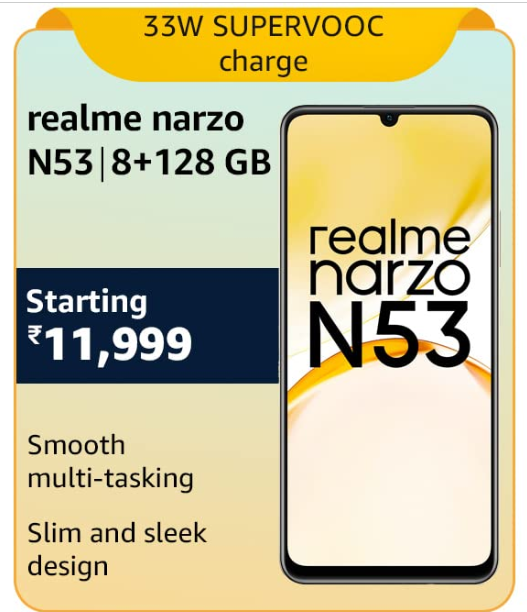 33W SUPERVOOC
charge
realme narzo
N53|8+128 GB
Starting
₹11,999
Smooth
multi-tasking
Slim and sleek
design
realme
narzo
N53